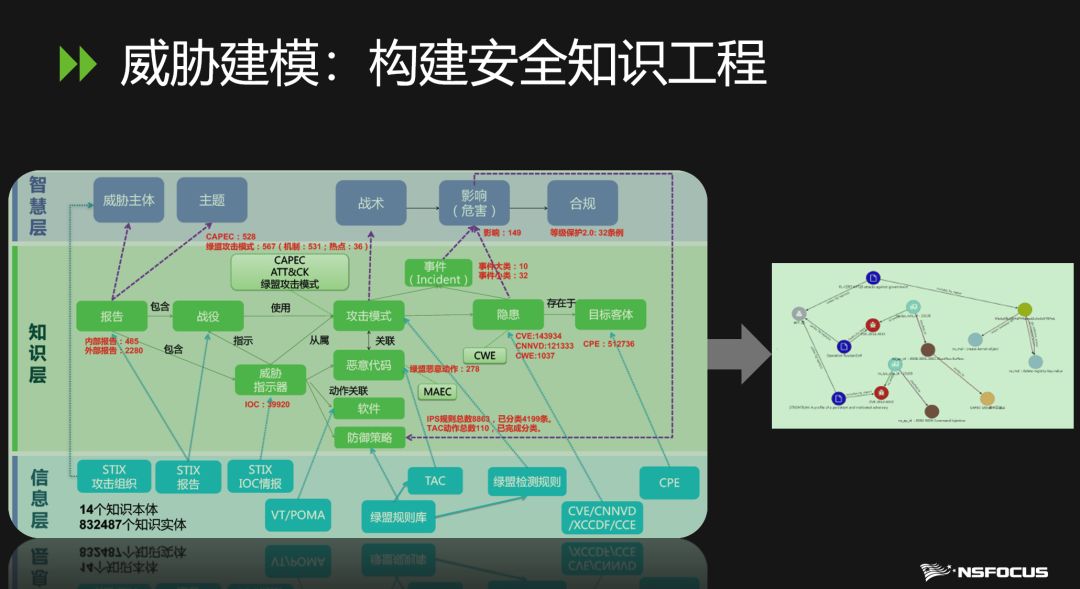 威胁建模：构建安全知识工程
智慧层
威胁主体
主题
战术
影响
（危害）
合规
影响：149
等级保护2.0: 32条例
CAPEC：528
绿盟攻击模式：567（机制：531；热点：36）
知识层
CAPEC
ATT&CK
绿盟攻击模式
事件
（Incident）
事件大类：10
事件小类：32
报告
包含
战役
使用
攻击模式
隐患
存在于
目标客体
内部报告：485
外部报告：2280
包含
指示
从属
关联
CVE:143934
CNNVD:121333
CWE:1037
CPE：512736
CWE
威胁
指示器
恶意代码
绿盟恶意动作：278
MAEC
IOC：39920
动作关联
软件
IPS规则总数8863，已分类4199条。
TAC动作总数110，已完成分类。
防御策略
信息层
STIX
攻击组织
STIX
报告
STIX
IOC情报
TAC
绿盟检测规则
CPE
14个知识本体
832487个知识实体
VT/POMA
绿盟规则库
CVE/CNNVD
/XCCDF/CCE
NSFOCUS